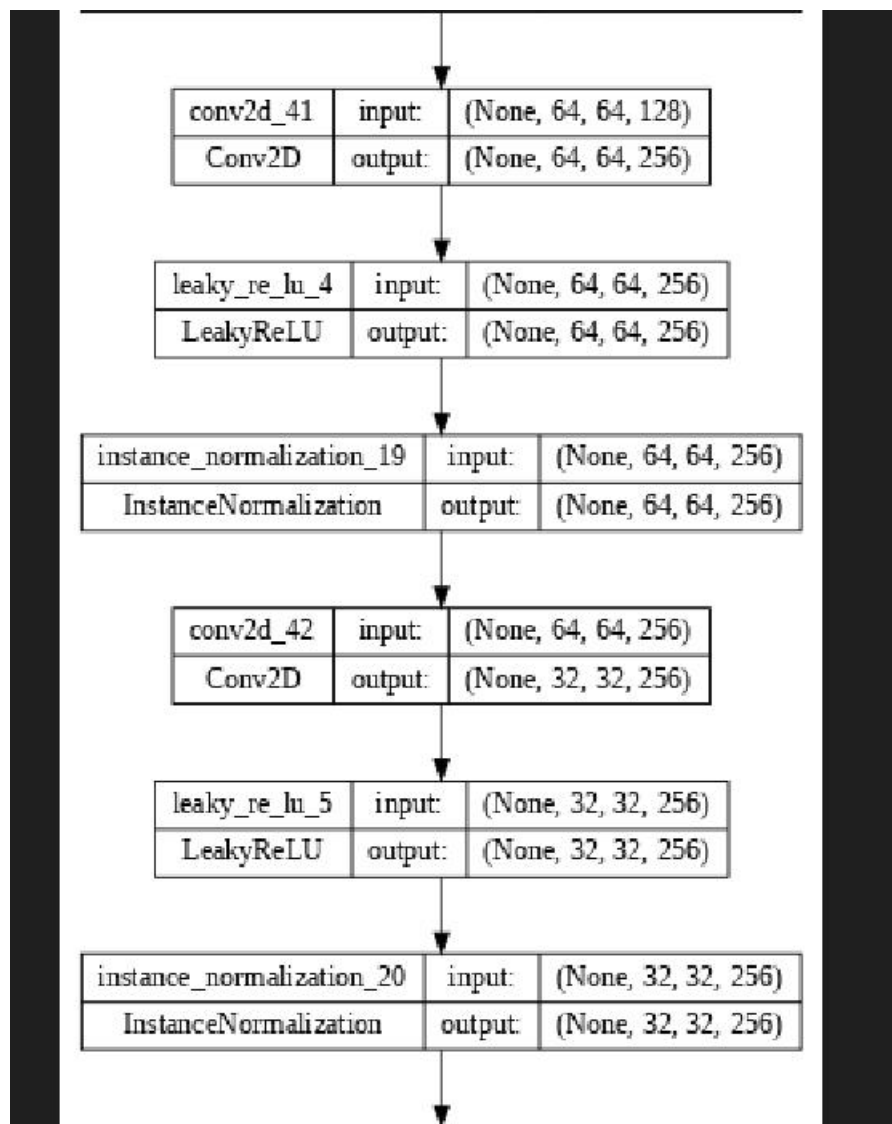 conv2d_41 input: (None, 64, 64, 128)
Conv2D output: (None, 64, 64, 256)
leaky_re_lu_4 input: (None, 64, 64, 256)
LeakyReLU output: (None, 64, 64, 256)
instance_normalization_19 input: (None, 64, 64, 256)
InstanceNormalization output: (None, 64, 64, 256)
conv2d_42 input: (None, 64, 64, 256)
Conv2D output: (None, 32, 32, 256)
leaky_re_lu_5 input: (None, 32, 32, 256)
LeakyReLU output: (None, 32, 32, 256)
instance_normalization_20 input: (None, 32, 32, 256)
InstanceNormalization output: (None, 32, 32, 256)